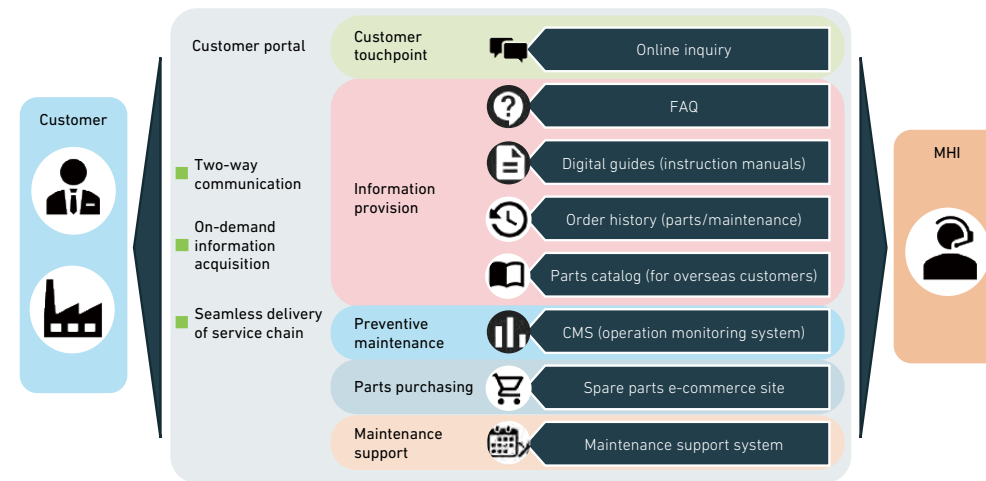 Customer
Customer portal
Two-way
communication
On-demand
information
acquisition
Seamless delivery
of service chain
Customer
touchpoint
Online inquiry
Information
provision
FAQ
Digital guides (instruction manuals)
Order history (parts/maintenance)
Parts catalog (for overseas customers)
Preventive
maintenance
CMS (operation monitoring system)
Parts purchasing
Spare parts e-commerce site
Maintenance
support
Maintenance support system
MHI